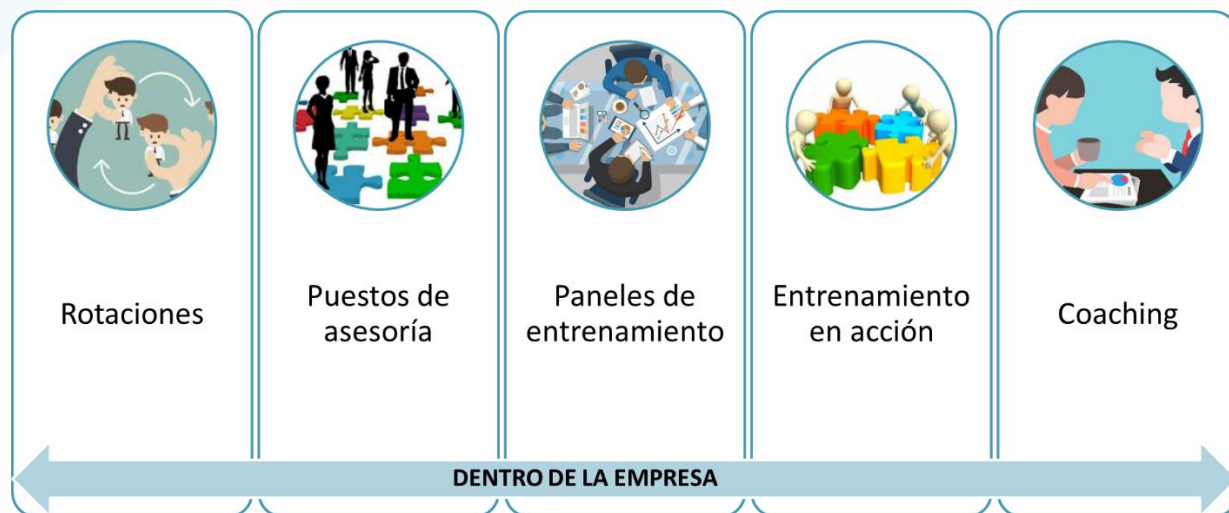 Rotaciones
Puestos de
asesoría
Paneles de
entrenamiento
Entrenamiento
en acción
Coaching
DENTRO DE LA EMPRESA